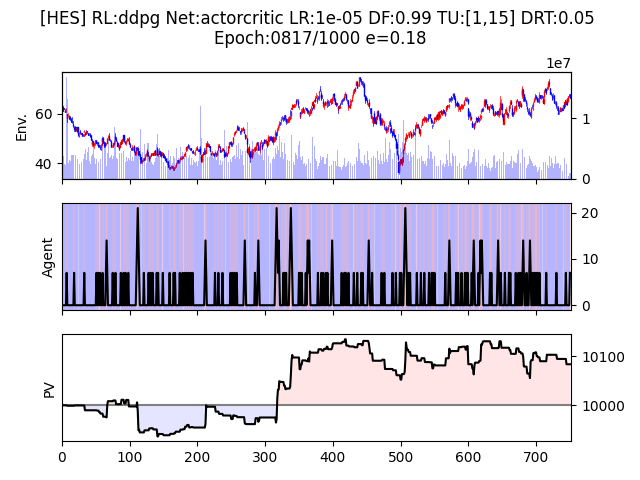 [HES] RL:ddpg Net:actorcritic LR:1e-05 DF:0.99 TU:[1,15] DRT:0.05
Epoch:0817/1000 e=0.18
1e7
Env.
60
40
1
0
Agent
20
10
0
PV
10100
10000
0 100 200 300 400 500 600 700